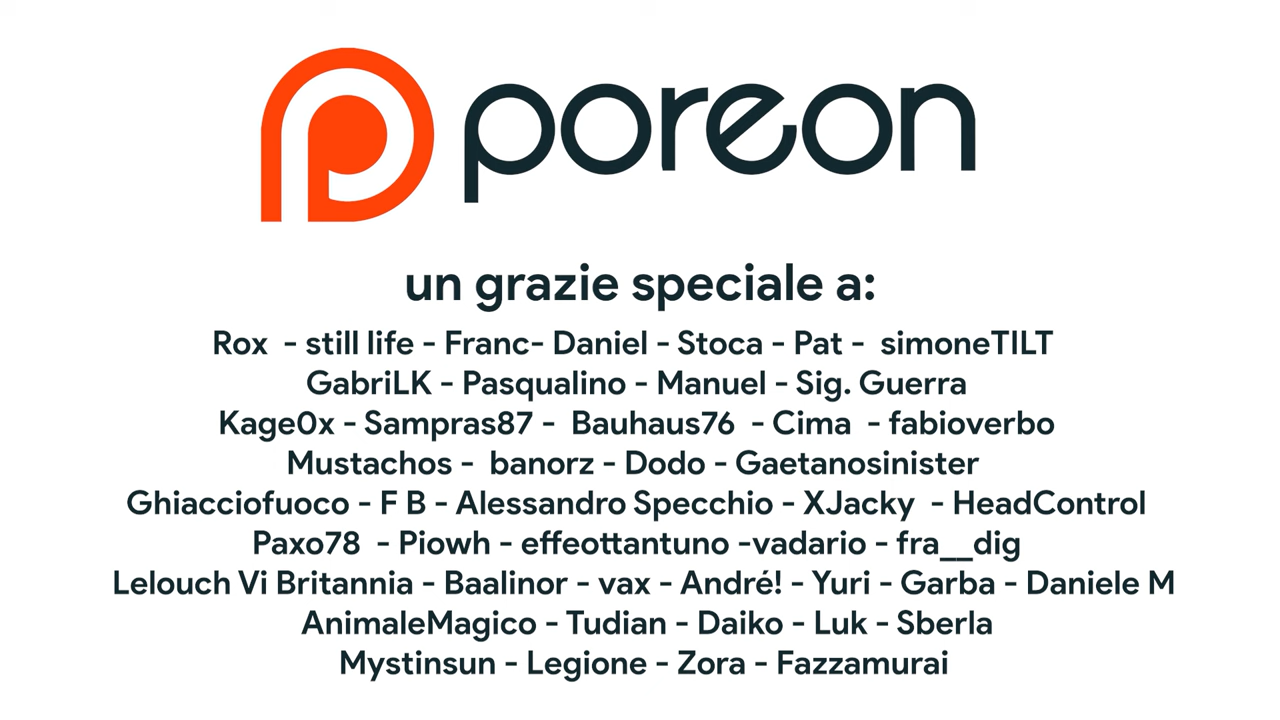 poreon
un grazie speciale a:
Rox - still life - Franc- Daniel - Stoca - Pat - simoneTILT
GabriLK - Pasqualino - Manuel - Sig. Guerra
Kage0x - Sampras87 - Bauhaus76 - Cima - fabioverbo
Mustachos - banorz - Dodo - Gaetanosinister
Ghiacciofuoco - F B - Alessandro Specchio - XJacky - HeadControl
Paxo78 - Piowh - effeottantuno -vadario - fra__dig
Lelouch Vi Britannia - Baalinor - vax - André! - Yuri - Garba - Daniele M
AnimaleMagico - Tudian - Daiko - Luk - Sberla
Mystinsun - Legione - Zora - Fazzamurai